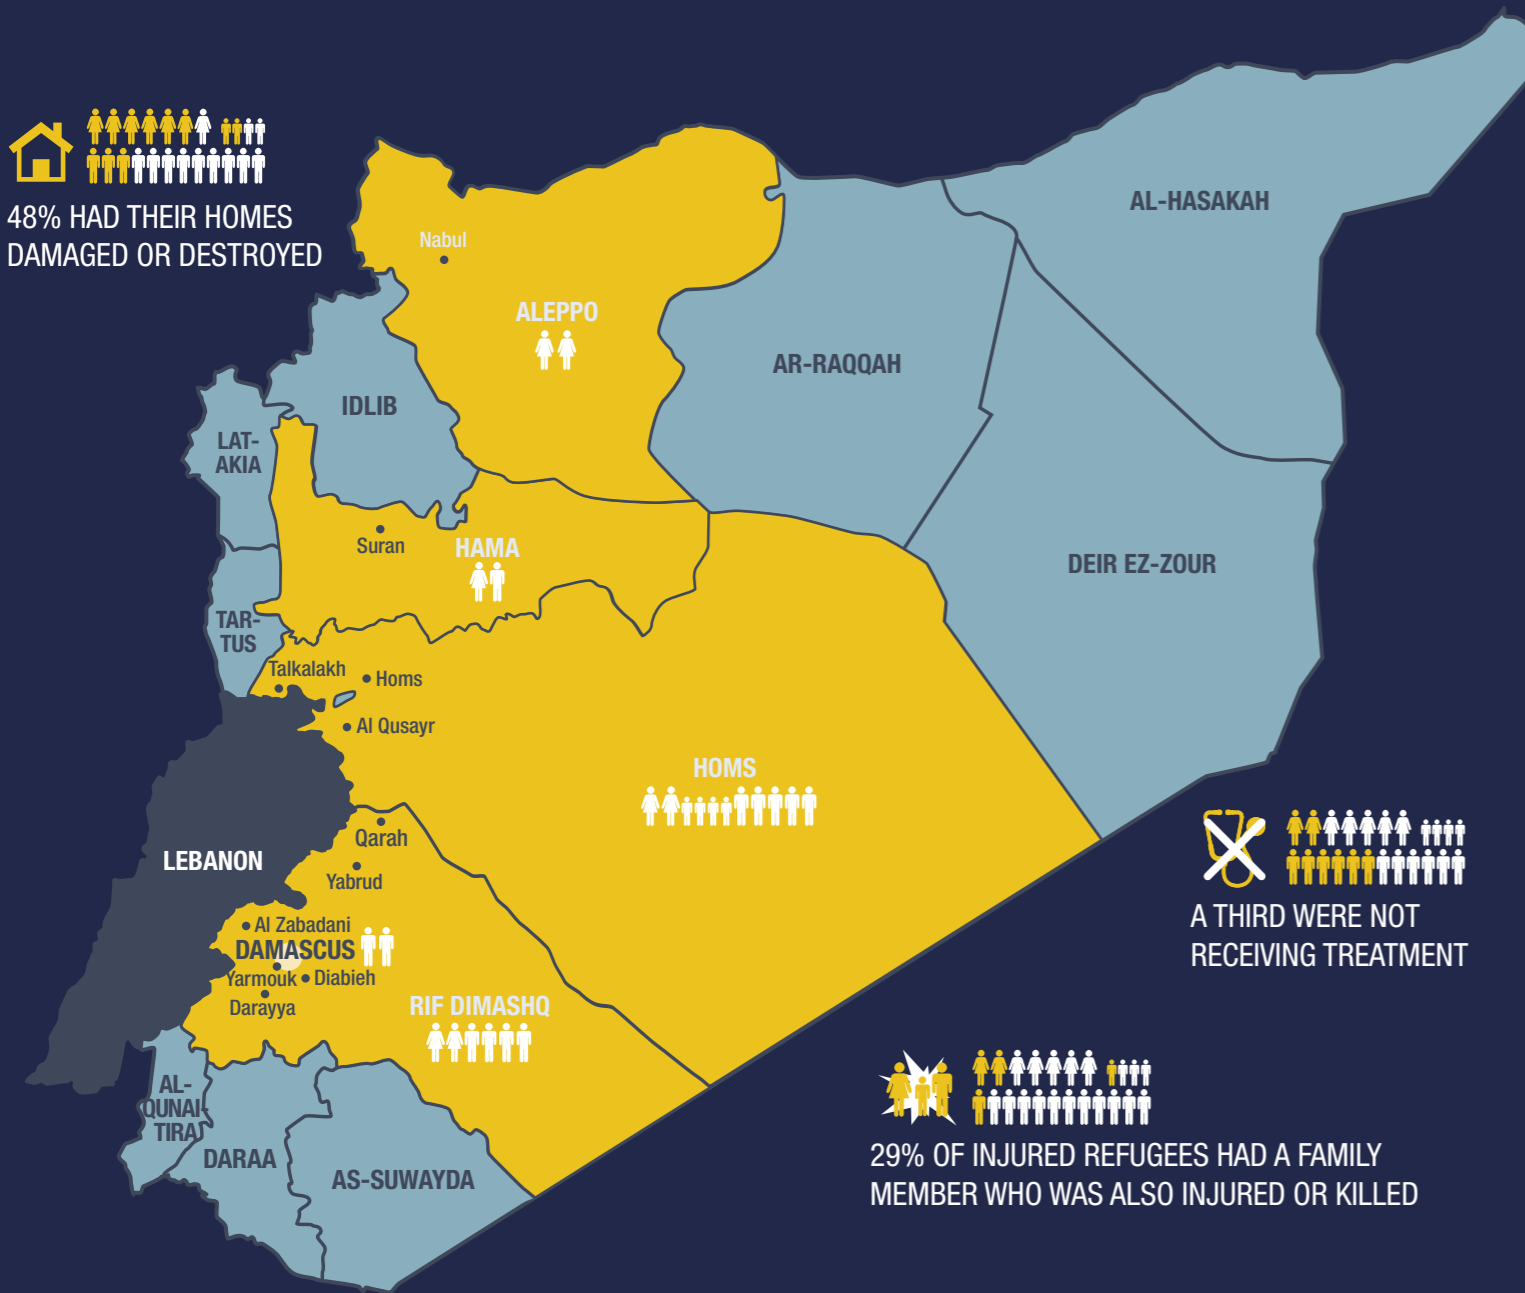 48% HAD THEIR HOMES
DAMAGED OR DESTROYED
AL-HASAKAH
Nabul
ALEPPO
AR-RAQQAH
IDLIB
LAT-
AKIA
Suran
HAMA
DEIR EZ-ZOUR
TAR-
TUS
Talkalakh
Homs
Al Qusayr
HOMS
Qarah
LEBANON
Yabrud
Al Zabadani
DAMASCUS
Yarmouk
Diabieh
Darayya
RIF DIMASHQ
A THIRD WERE NOT
RECEIVING TREATMENT
AL-
QUNAI-
TIRA
DARAA
AS-SUWAYDA
29% OF INJURED REFUGEES HAD A FAMILY
MEMBER WHO WAS ALSO INJURED OR KILLED